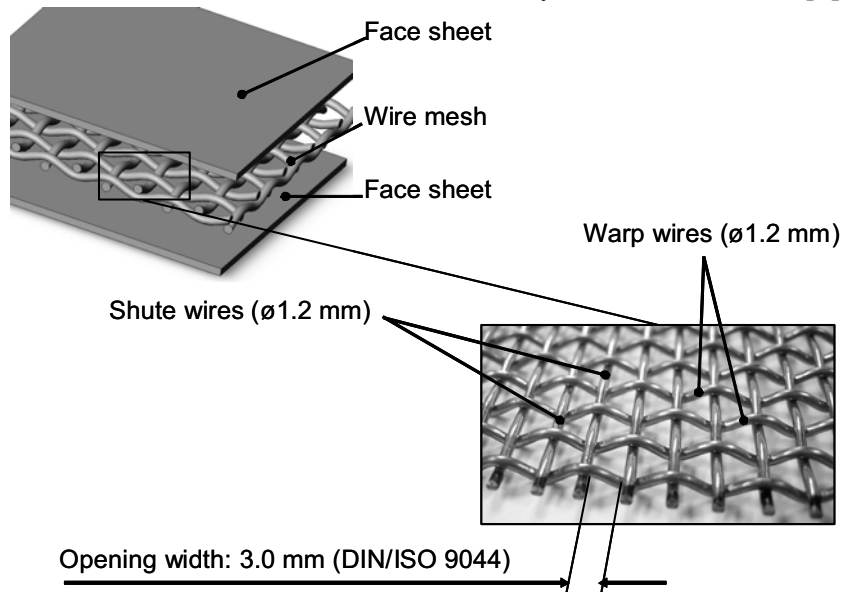 Face sheet
Wire mesh
Face sheet
Warp wires (ø1.2 mm)
Shute wires (ø1.2 mm)
Opening width: 3.0 mm (DIN/ISO 9044)